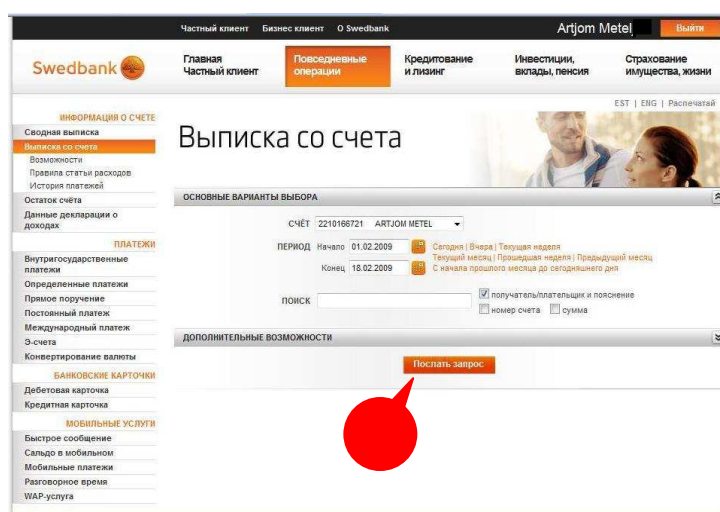 Частный клиент Бизнес клиент О Swedbank
Artjom Metel
Выйти
Swedbank
Главная
Частный клиент
Повседневные
операции
Кредитование
и лизинг
Инвестиции,
вклады, пенсия
Страхование
имущества, жизни
EST | ENG | Распечатай
ИНФОРМАЦИЯ О СЧЕТЕ
Сводная выписка
Выписка со счета
Возможности
Правила статьи расходов
История платежей
Остаток счёта
Данные декларации о
доходах
ПЛАТЕЖИ
Внутригосударственные
платежи
Определенные платежи
Прямое поручение
Постоянный платеж
Международный платеж
Э-счета
Конвертирование валюты
БАНКОВСКИЕ КАРТОЧКИ
Дебетовая карточка
Кредитная карточка
МОБИЛЬНЫЕ УСЛУГИ
Быстрое сообщение
Сальдо в мобильном
Мобильные платежи
Разговорное время
WAP-услуга
Выписка со счета
ОСНОВНЫЕ ВАРИАНТЫ ВЫБОРА
СЧЁТ 2210166721 ARTJOM METEL
ПЕРИОД Начало 01.02.2009
Конец 18.02.2009
Сегодня | Вчера | Текущая неделя
Текущий месяц | Прошедшая неделя | Предыдущий месяц
С начала прошлого месяца до сегодняшнего дня
ПОИСК
получатель/плательщик и пояснение
номер счета сумма
ДОПОЛНИТЕЛЬНЫЕ ВОЗМОЖНОСТИ
Послать запрос